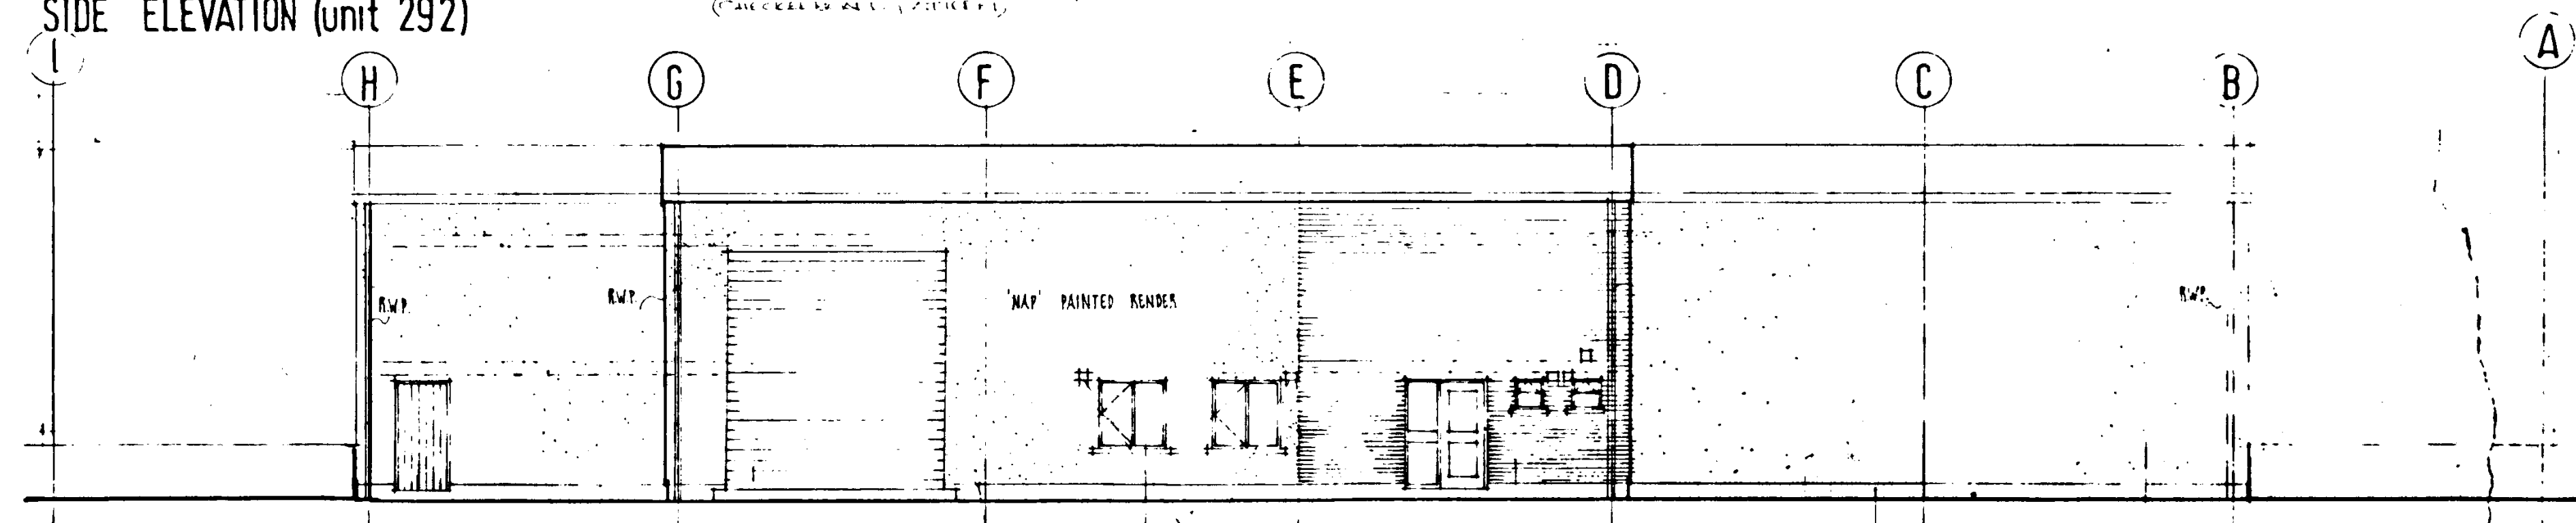 SIDE ELEVATION (unit 292)
I H G F E D C B A
R.W.P.
R.W.P.
'NAP' PAINTED RENDER
R.W.P.